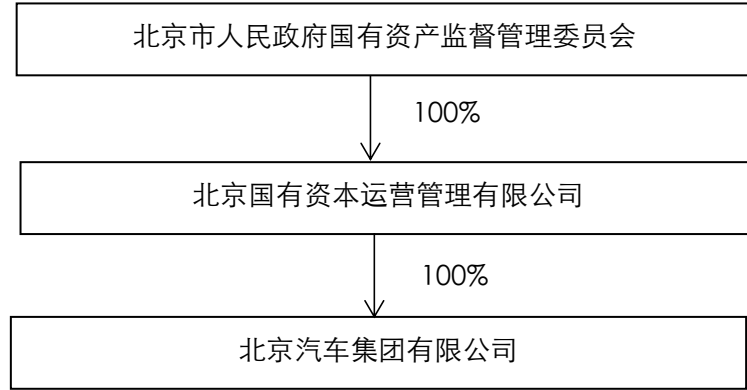 北京市人民政府国有资产监督管理委员会
100%
北京国有资本运营管理有限公司
100%
北京汽车集团有限公司